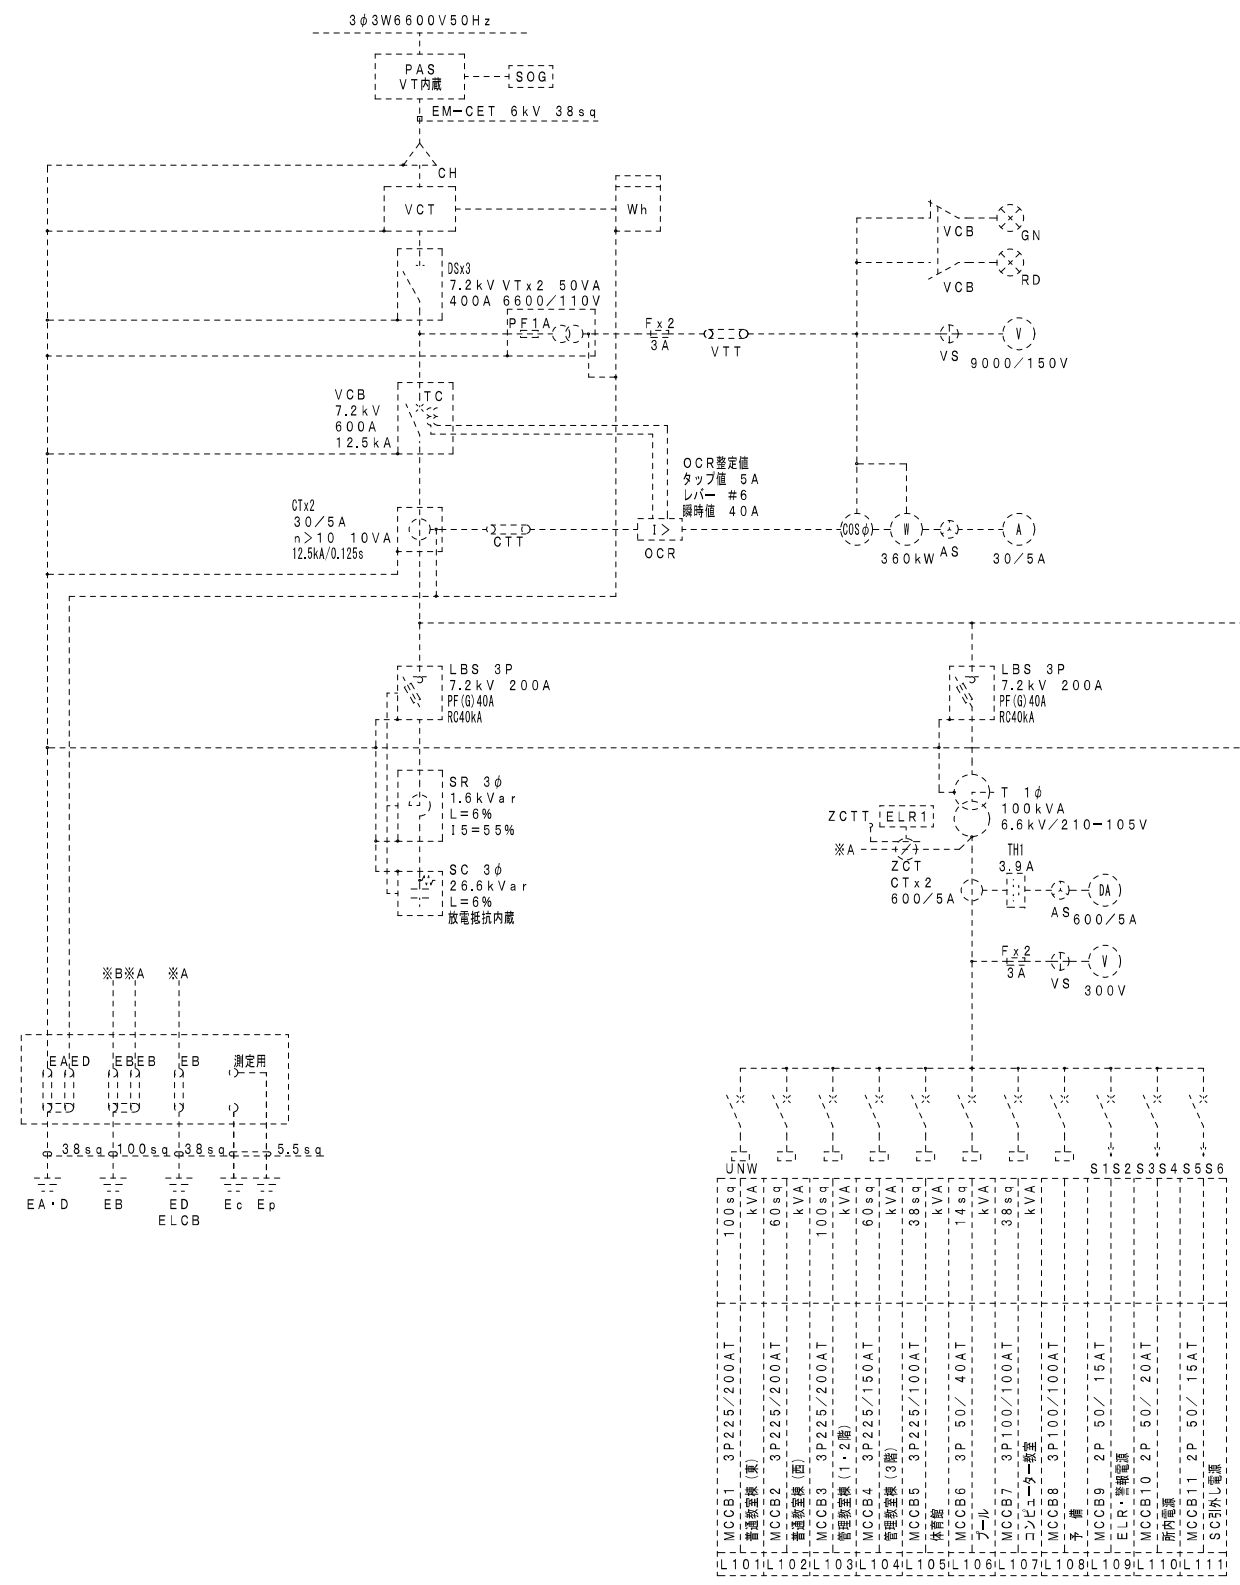 3φ3W6600V50Hz
PAS
VT内蔵
SOG
EM-CET 6kV 38sq
CH
VCT
Wh
VCB
GN
VCB
RD
DSx3
7.2kV
400A
VTx2 50VA
6600/110V
PF1A
Fx2
3A
VTT
VS
V
9000/150V
VCB
7.2kV
600A
12.5kA
TC
OCR整定値
タップ値 5A
レバー #6
瞬時値 40A
CTx2
30/5A
n>10 10VA
12.5kA/0.125s
CTT
I>
OCR
COSφ
W
360kW
AS
A
30/5A
LBS 3P
7.2kV 200A
PF(G)40A
RC40kA
LBS 3P
7.2kV 200A
PF(G)40A
RC40kA
SR 3φ
1.6kVar
L=6%
I5=55%
SC 3φ
26.6kVar
L=6%
放電抵抗内蔵
T 1φ
100kVA
6.6kV/210-105V
ZCTT
ELR1
※A
ZCT
CTx2
600/5A
TH1
3.9A
AS
DA
600/5A
Fx2
3A
VS
V
300V
※B※A
※A
EAED
EBEB
EB
測定用
38sq
100sq
38sq
5.5sq
EA・D
EB
ED
ELCB
Ec
Ep
UNW
S1S2
S3S4
S5S6
100sq
kVA
60sq
kVA
100sq
kVA
60sq
kVA
38sq
kVA
14sq
kVA
38sq
kVA
MCCB1 3P225/200AT
普通教室棟(東)
MCCB2 3P225/200AT
普通教室棟(西)
MCCB3 3P225/200AT
管理教室棟(1・2階)
MCCB4 3P225/150AT
管理教室棟(3階)
MCCB5 3P225/100AT
体育館
MCCB6 3P 50/ 40AT
プール
MCCB7 3P100/100AT
コンピューター教室
MCCB8 3P100/100AT
予 備
MCCB9 2P 50/ 15AT
ELR・警報電源
MCCB10 2P 50/ 20AT
所内電源
MCCB11 2P 50/ 15AT
SC引外し電源
L101
L102
L103
L104
L105
L106
L107
L108
L109
L110
L111